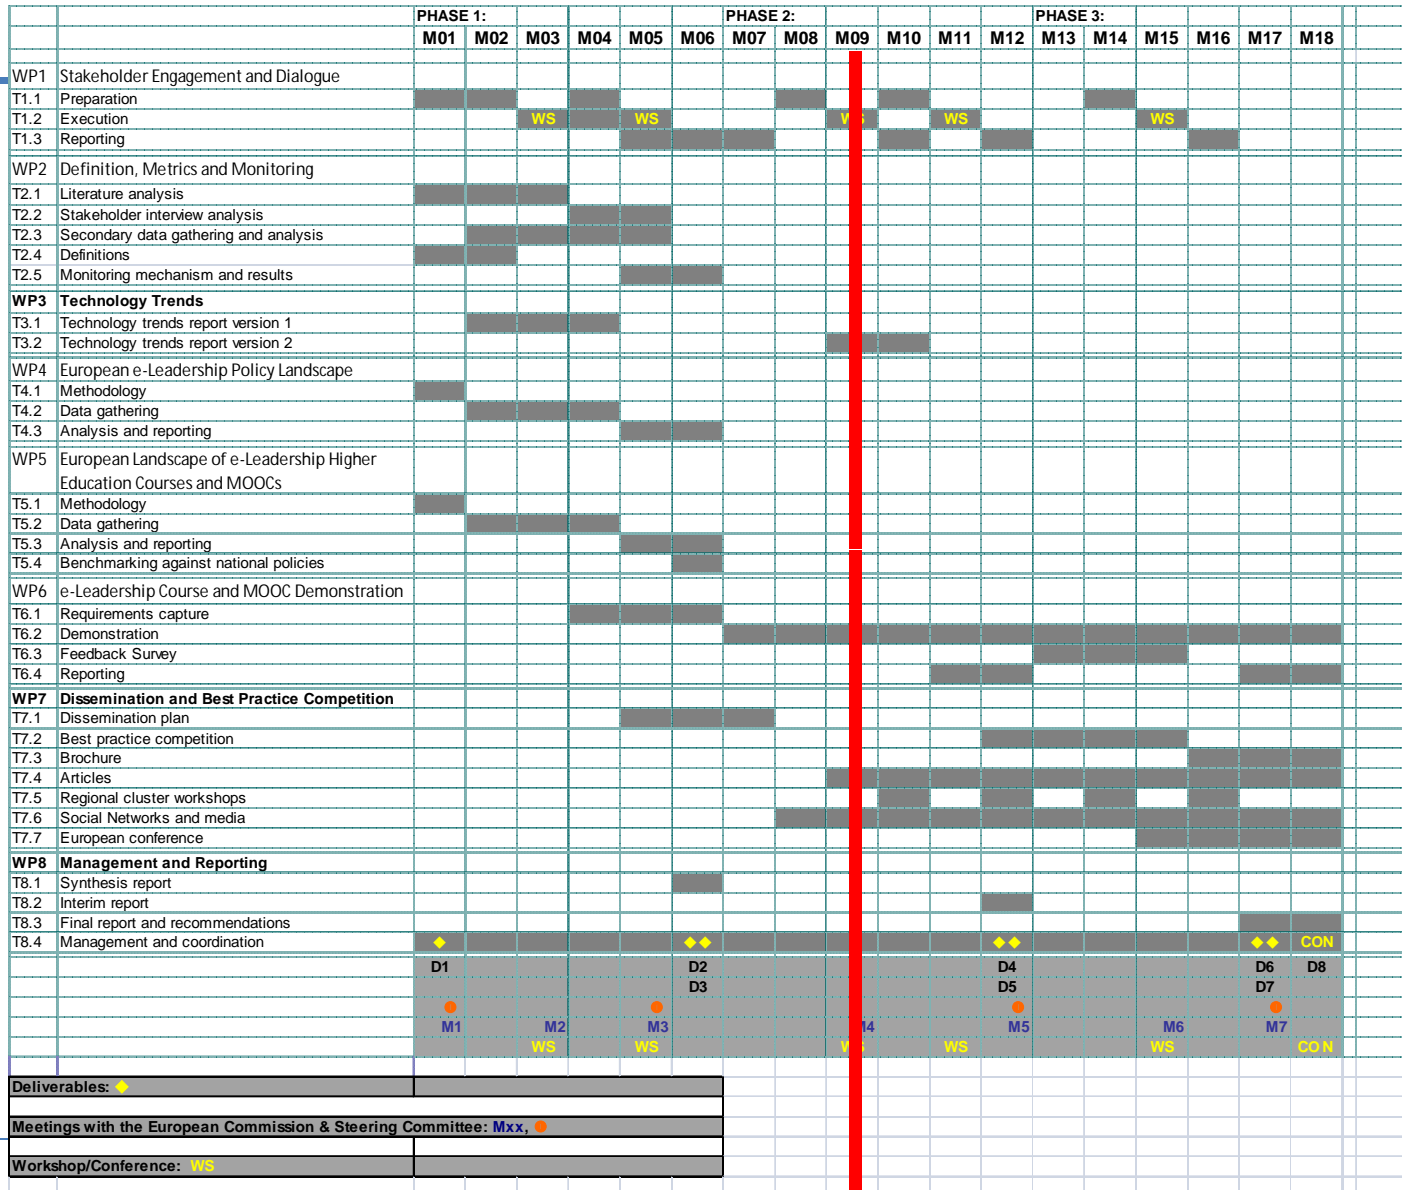 PHASE 1: PHASE 2: PHASE 3:
M01 M02 M03 M04 M05 M06 M07 M08 M09 M10 M11 M12 M13 M14 M15 M16 M17 M18
WP1 Stakeholder Engagement and Dialogue
T1.1 Preparation
T1.2 Execution WS WS WS WS WS
T1.3 Reporting
WP2 Definition, Metrics and Monitoring
T2.1 Literature analysis
T2.2 Stakeholder interview analysis
T2.3 Secondary data gathering and analysis
T2.4 Definitions
T2.5 Monitoring mechanism and results
WP3 Technology Trends
T3.1 Technology trends report version 1
T3.2 Technology trends report version 2
WP4 European e-Leadership Policy Landscape
T4.1 Methodology
T4.2 Data gathering
T4.3 Analysis and reporting
WP5 European Landscape of e-Leadership Higher
Education Courses and MOOCs
T5.1 Methodology
T5.2 Data gathering
T5.3 Analysis and reporting
T5.4 Benchmarking against national policies
WP6 e-Leadership Course and MOOC Demonstration
T6.1 Requirements capture
T6.2 Demonstration
T6.3 Feedback Survey
T6.4 Reporting
WP7 Dissemination and Best Practice Competition
T7.1 Dissemination plan
T7.2 Best practice competition
T7.3 Brochure
T7.4 Articles
T7.5 Regional cluster workshops
T7.6 Social Networks and media
T7.7 European conference
WP8 Management and Reporting
T8.1 Synthesis report
T8.2 Interim report
T8.3 Final report and recommendations
T8.4 Management and coordination CON
D1 D2 D4 D6 D8
D3 D5 D7
M1 M2 M3 M4 M5 M6 M7
WS WS WS WS WS CON
Deliverables:
Meetings with the European Commission & Steering Committee: Mxx,
Workshop/Conference: WS